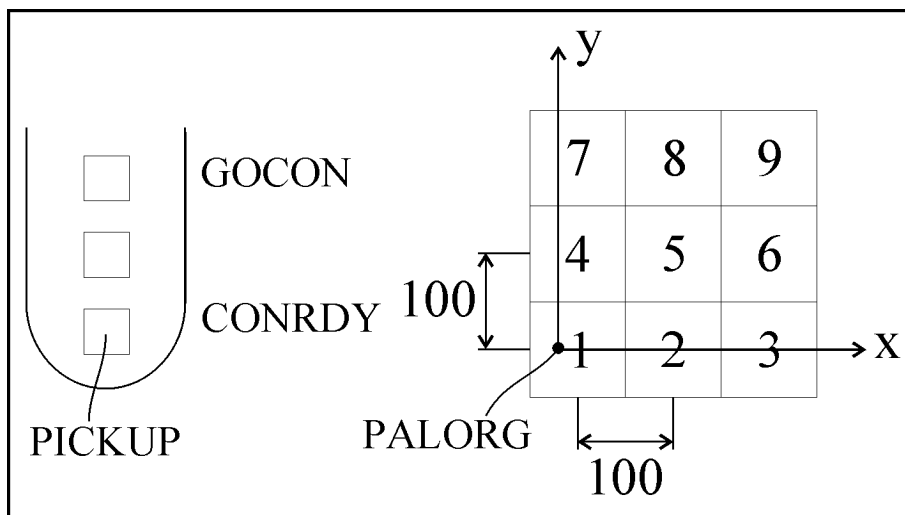 GOCON
CONRDY
PICKUP
y
7 8 9
4 5 6
100
1 2 3
x
PALORG
100